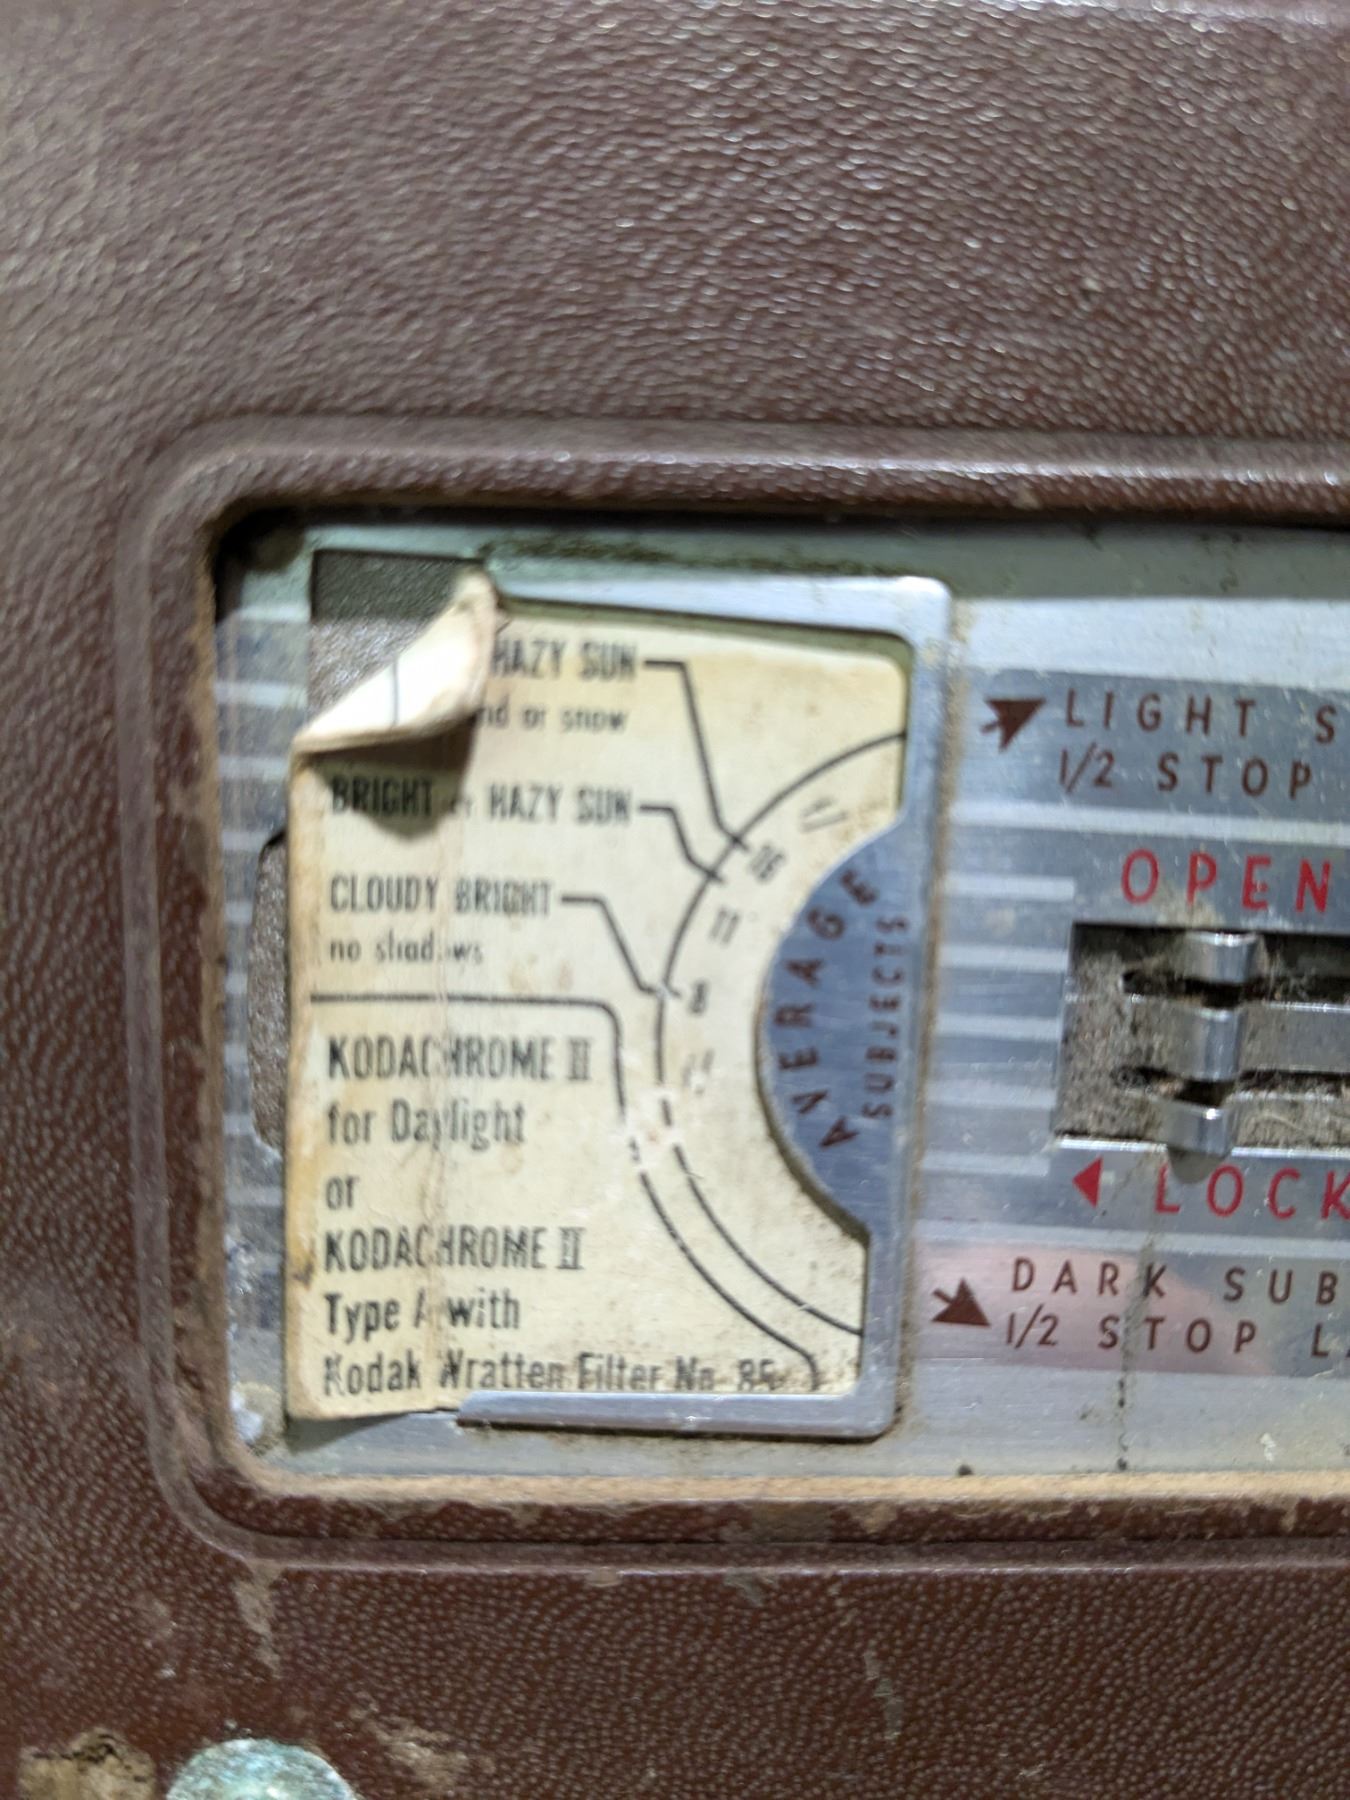 HAZY SUN
or snow
BRIGHT or HAZY SUN
CLOUDY BRIGHT
no shadows
KODACHROME II
for Daylight
or
KODACHROME II
Type A with
Kodak Wratten Filter No. 85
16
11
8
AVERAGE
SUBJECTS
LIGHT S
1/2 STOP
OPEN
LOCK
DARK SUB
1/2 STOP L